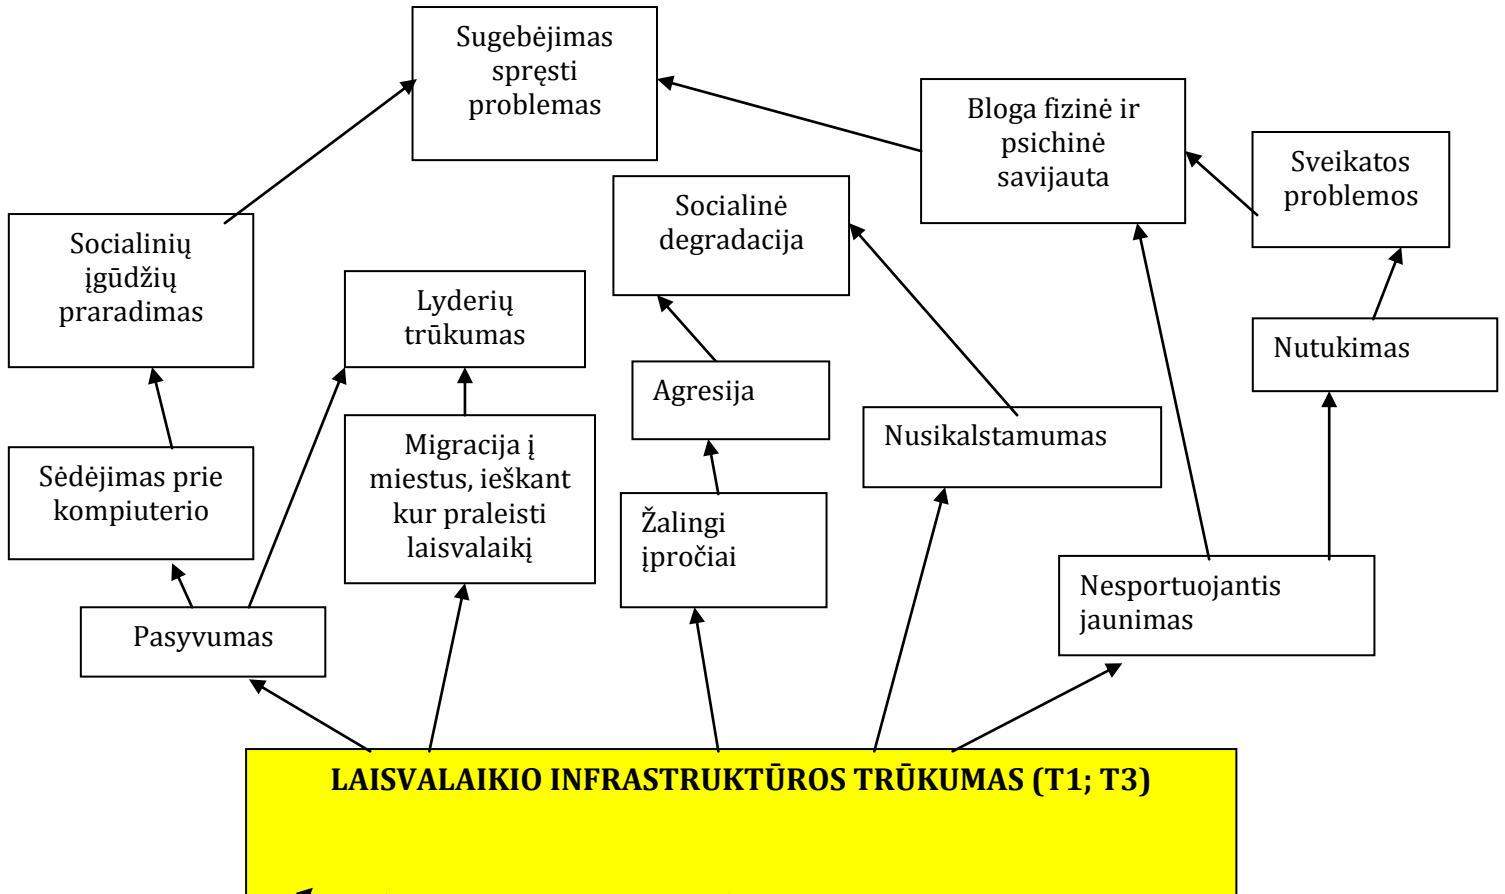 Sugebėjimas
spręsti
problemas
Bloga fizinė ir
psichinė
savijauta
Sveikatos
problemos
Socialinė
degradacija
Socialinių
įgūdžių
praradimas
Lyderių
trūkumas
Nutukimas
Agresija
Nusikalstamumas
Migracija į
miestus, ieškant
kur praleisti
laisvalaikį
Sėdėjimas prie
kompiuterio
Žalingi
įpročiai
Nesportuojantis
jaunimas
Pasyvumas
LAISVALAIKIO INFRASTRUKTŪROS TRŪKUMAS (T1; T3)